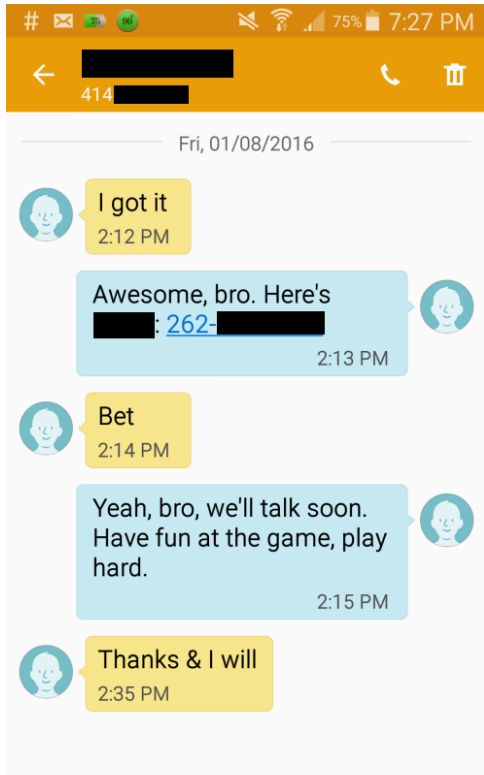 # 75 90 75% 7:27 PM
414
Fri, 01/08/2016
I got it
2:12 PM
Awesome, bro. Here's
: 262-
2:13 PM
Bet
2:14 PM
Yeah, bro, we'll talk soon.
Have fun at the game, play
hard.
2:15 PM
Thanks & I will
2:35 PM